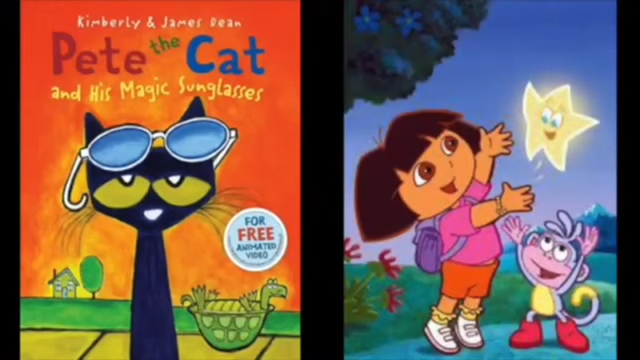 Kimberly & James Dean
Pete the Cat
and His Magic Sunglasses
FOR
FREE
ANIMATED
VIDEO